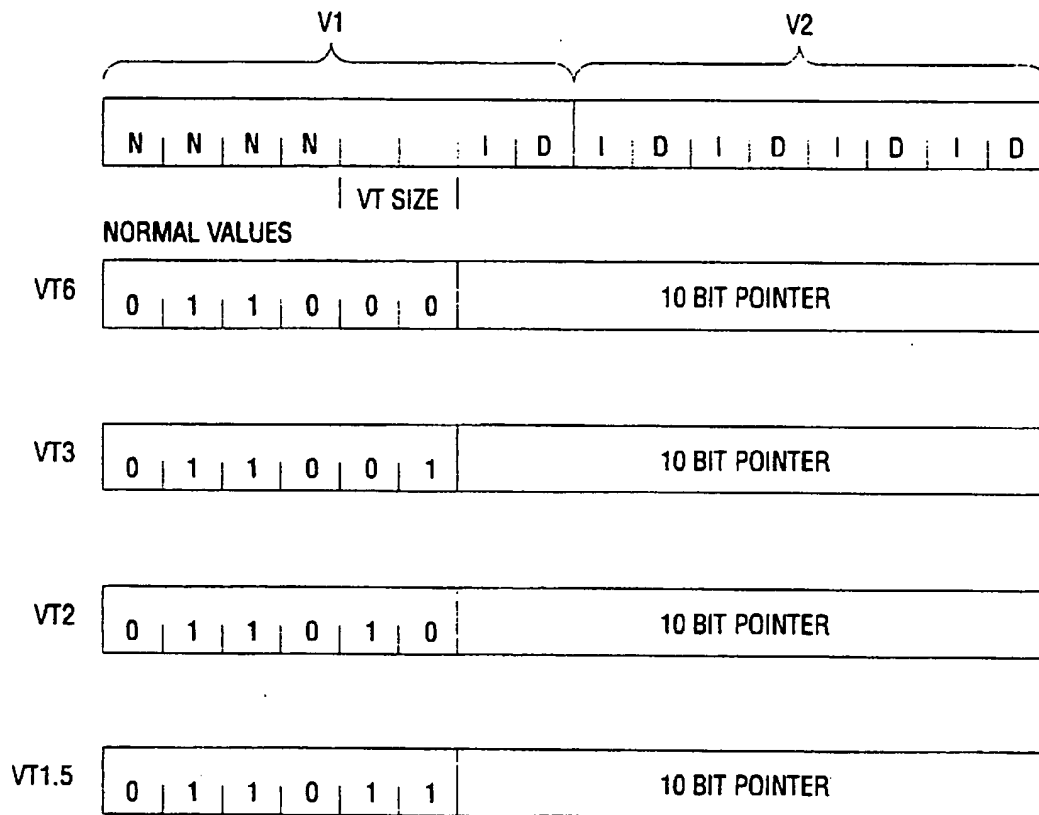 V1 V2
N N N N I D I D I D I D I D
VT SIZE
NORMAL VALUES
VT6 0 1 1 0 0 0 10 BIT POINTER
VT3 0 1 1 0 0 1 10 BIT POINTER
VT2 0 1 1 0 1 0 10 BIT POINTER
VT1.5 0 1 1 0 1 1 10 BIT POINTER